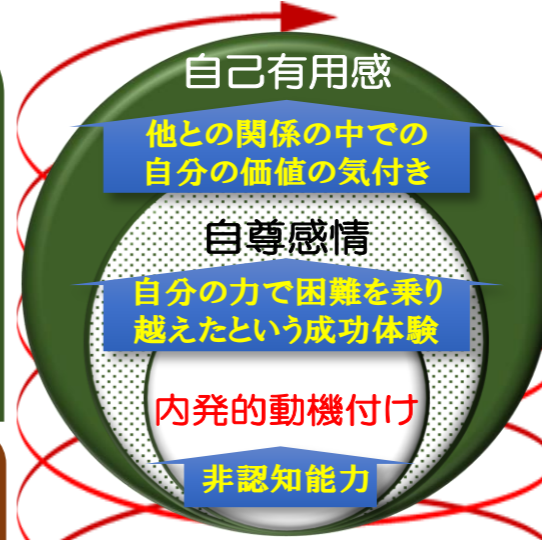 自己有用感
他との関係の中での
自分の価値の気付き
自尊感情
自分の力で困難を乗り
越えたという成功体験
内発的動機付け
非認知能力